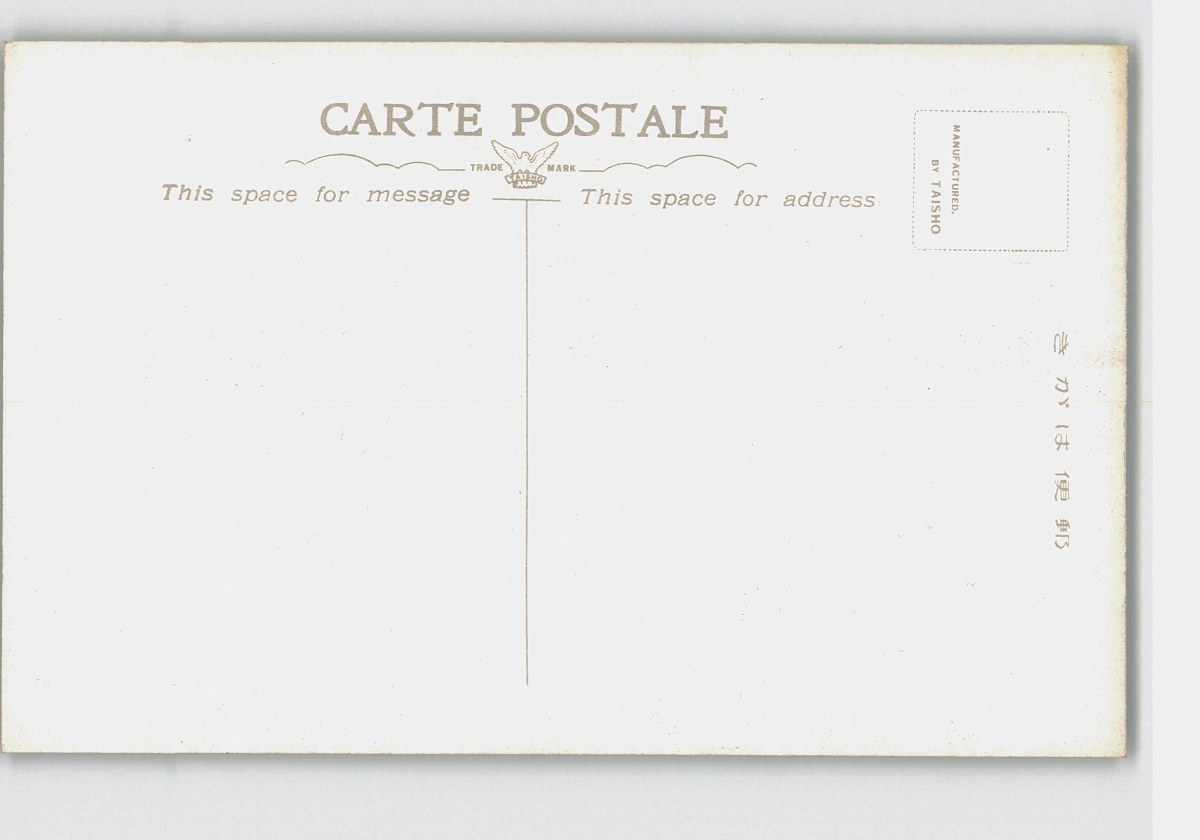 CARTE POSTALE
TRADE MARK
TAISHO
This space for message
This space for address
MANUFACTURED.
BY TAISHO
きがは便郵